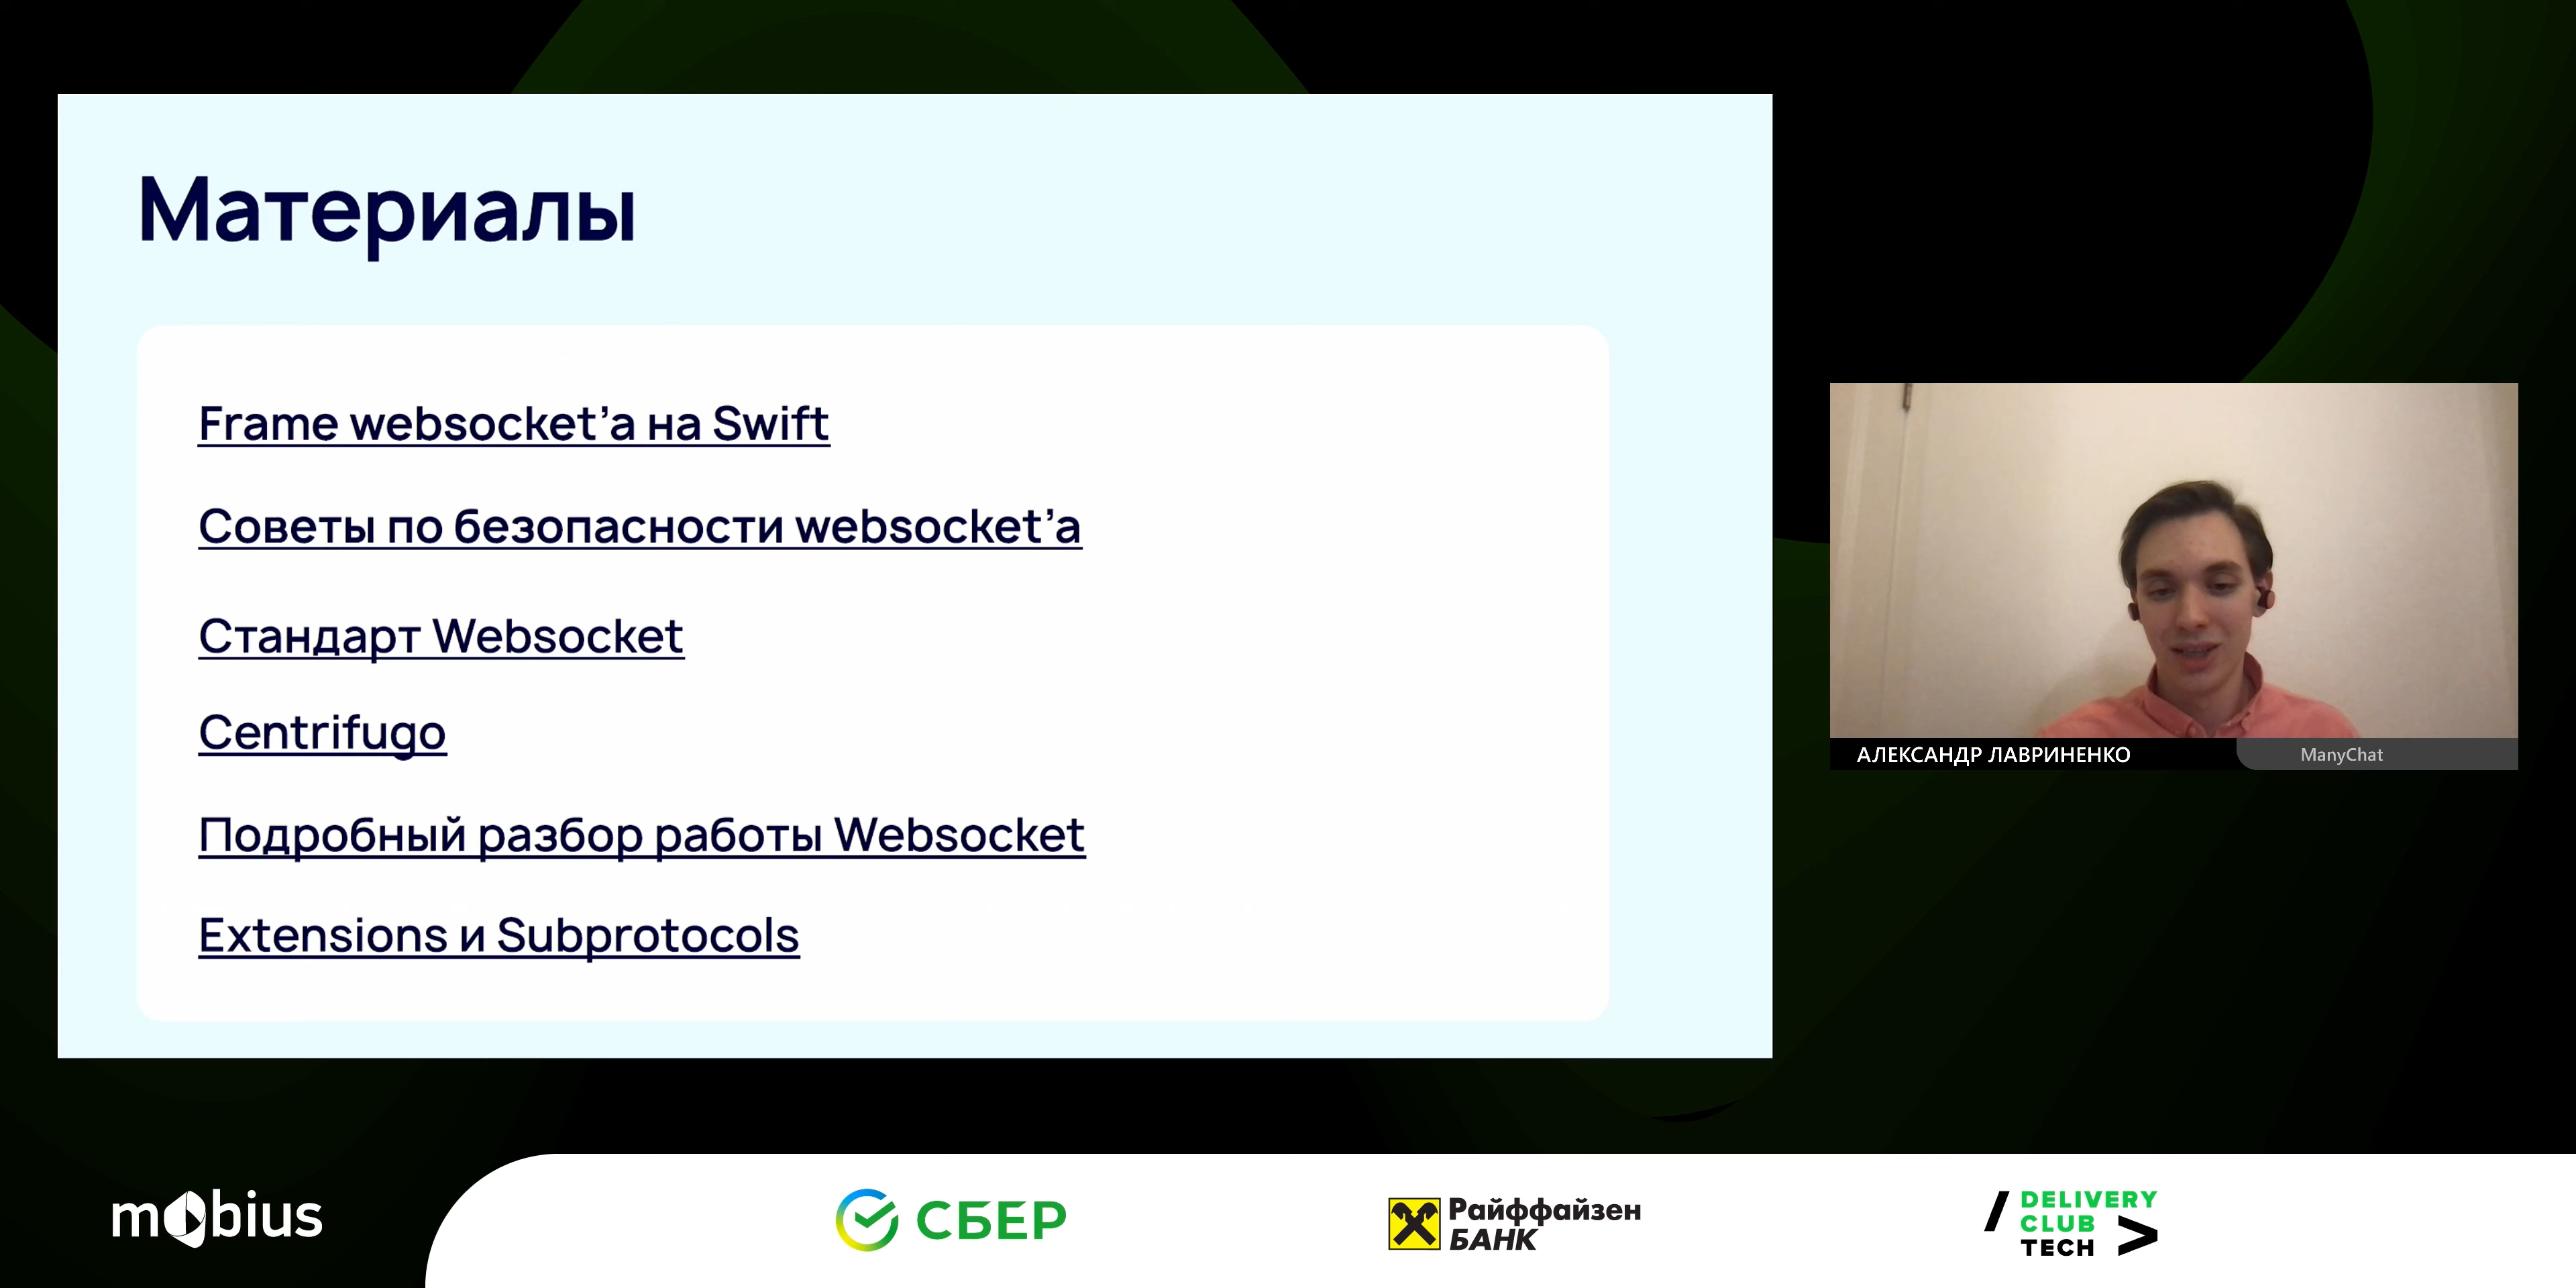 Материалы
Frame websocket’а на Swift
Советы по безопасности websocket’а
Стандарт Websocket
Centrifugo
Подробный разбор работы Websocket
Extensions и Subprotocols
АЛЕКСАНДР ЛАВРИНЕНКО
ManyChat
mobius
СБЕР
Райффайзен
БАНК
DELIVERY
CLUB
TECH